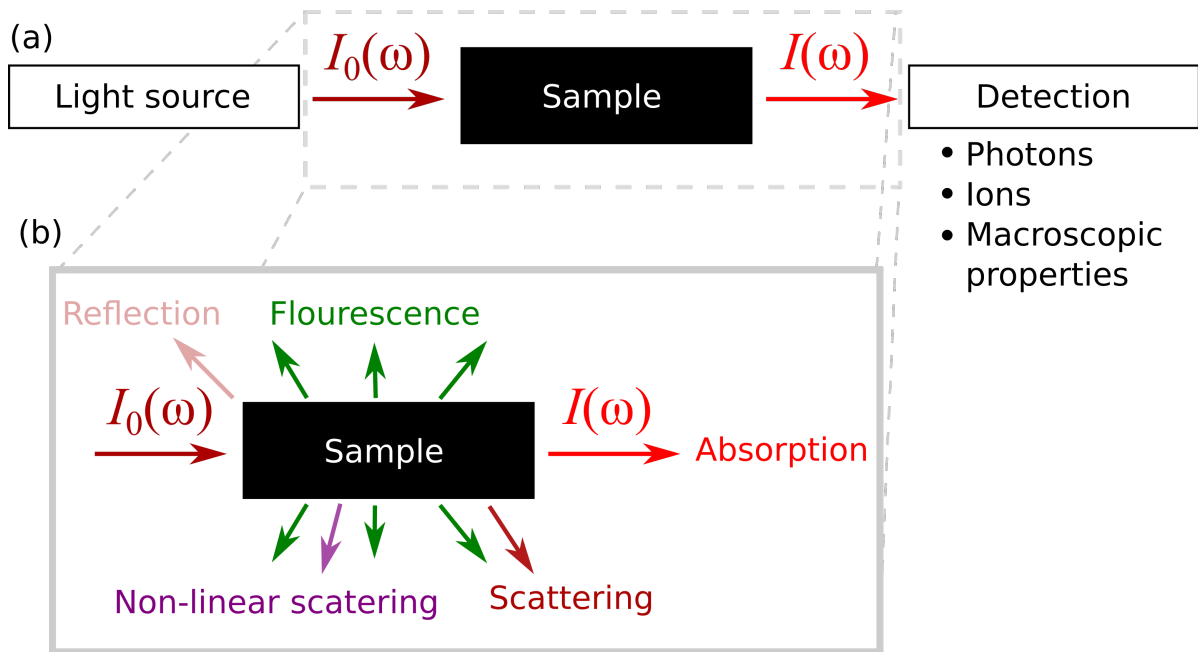 (a)
Light source
I₀(ω)
Sample
I(ω)
Detection
• Photons
• Ions
• Macroscopic
properties
(b)
Reflection
Flourescence
I₀(ω)
Sample
I(ω)
Absorption
Non-linear scatering
Scattering